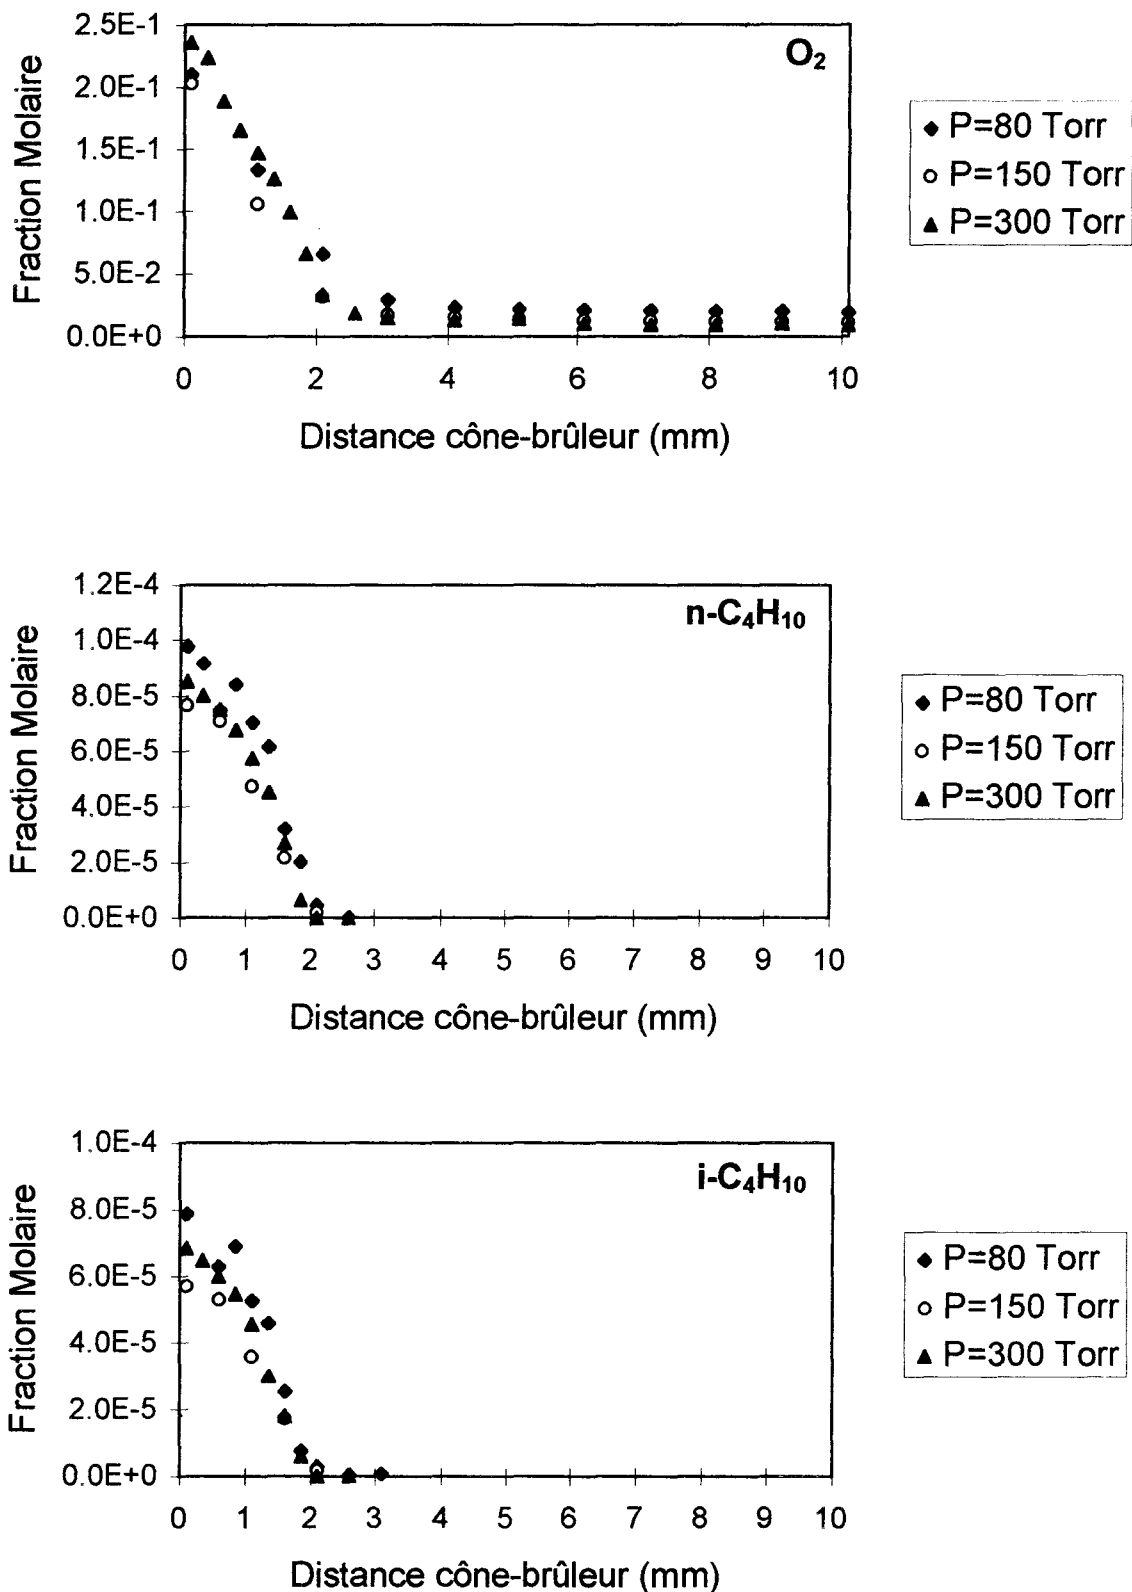 2.5E-1
2.0E-1
1.5E-1
1.0E-1
5.0E-2
0.0E+0
Fraction Molaire
O2
0 2 4 6 8 10
Distance cône-brûleur (mm)
P=80 Torr
P=150 Torr
P=300 Torr
1.2E-4
1.0E-4
8.0E-5
6.0E-5
4.0E-5
2.0E-5
0.0E+0
Fraction Molaire
n-C4H10
0 1 2 3 4 5 6 7 8 9 10
Distance cône-brûleur (mm)
P=80 Torr
P=150 Torr
P=300 Torr
1.0E-4
8.0E-5
6.0E-5
4.0E-5
2.0E-5
0.0E+0
Fraction Molaire
i-C4H10
0 1 2 3 4 5 6 7 8 9 10
Distance cône-brûleur (mm)
P=80 Torr
P=150 Torr
P=300 Torr